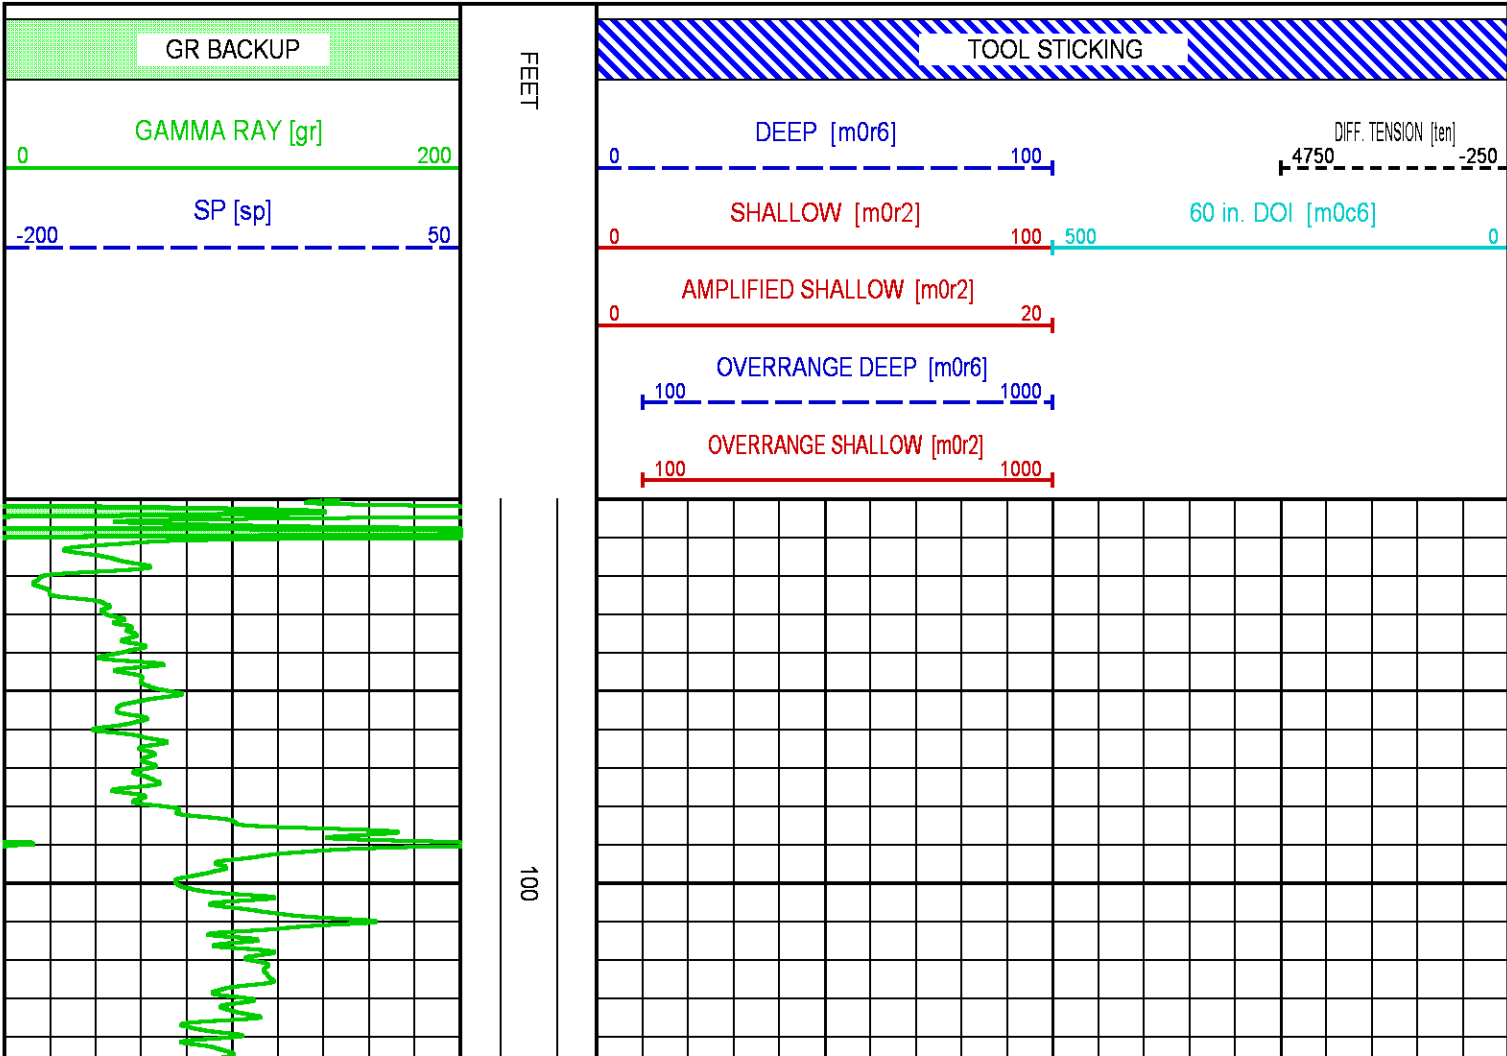 GR BACKUP
FEET
TOOL STICKING
GAMMA RAY [gr]
0 200
SP [sp]
-200 50
DEEP [m0r6]
0 100
DIFF. TENSION [ten]
4750 -250
SHALLOW [m0r2]
0 100
60 in. DOI [m0c6]
500 0
AMPLIFIED SHALLOW [m0r2]
0 20
OVERRANGE DEEP [m0r6]
100 1000
OVERRANGE SHALLOW [m0r2]
100 1000
100